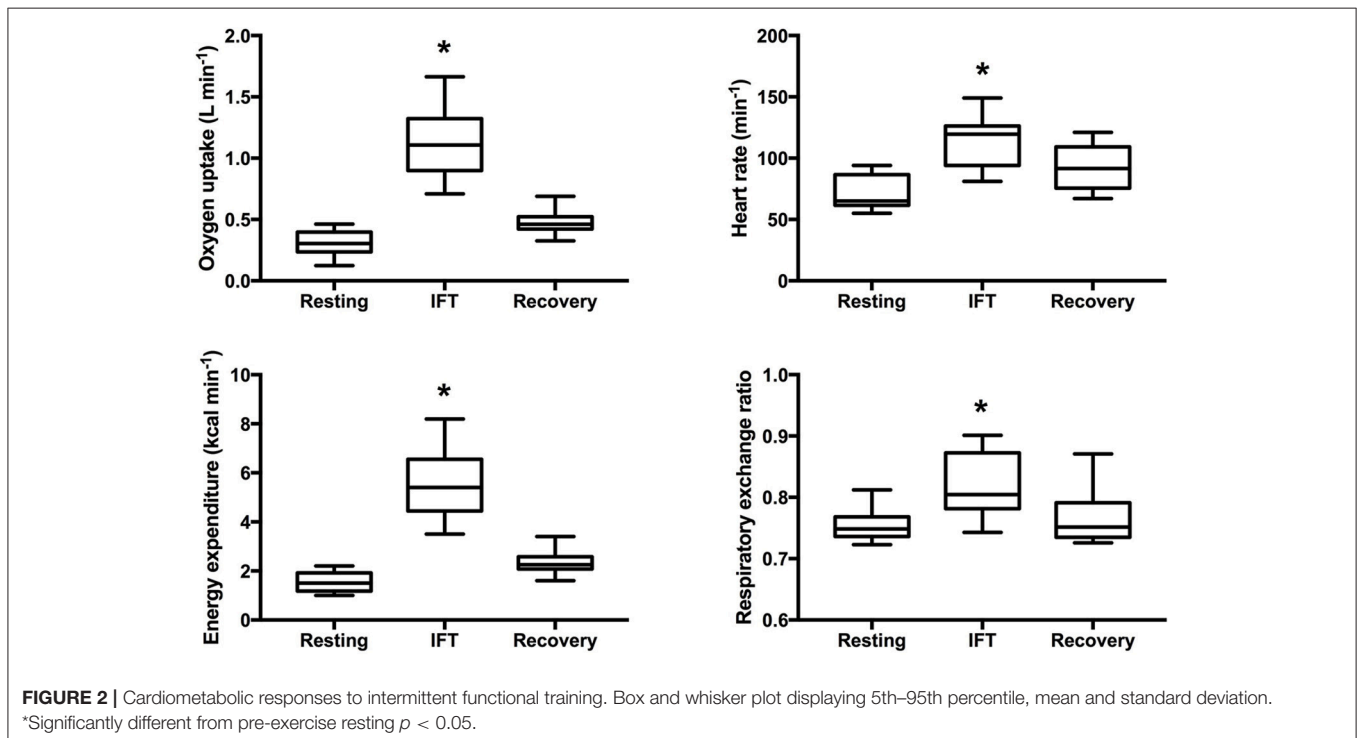 2.0
1.5
1.0
0.5
0.0
Oxygen uptake (L min-1)
*
Resting IFT Recovery
200
150
100
50
0
Heart rate (min-1)
*
Resting IFT Recovery
10
8
6
4
2
0
Energy expenditure (kcal min-1)
*
Resting IFT Recovery
1.0
0.9
0.8
0.7
0.6
Respiratory exchange ratio
*
Resting IFT Recovery
FIGURE 2 | Cardiometabolic responses to intermittent functional training. Box and whisker plot displaying 5th–95th percentile, mean and standard deviation.
*Significantly different from pre-exercise resting p < 0.05.